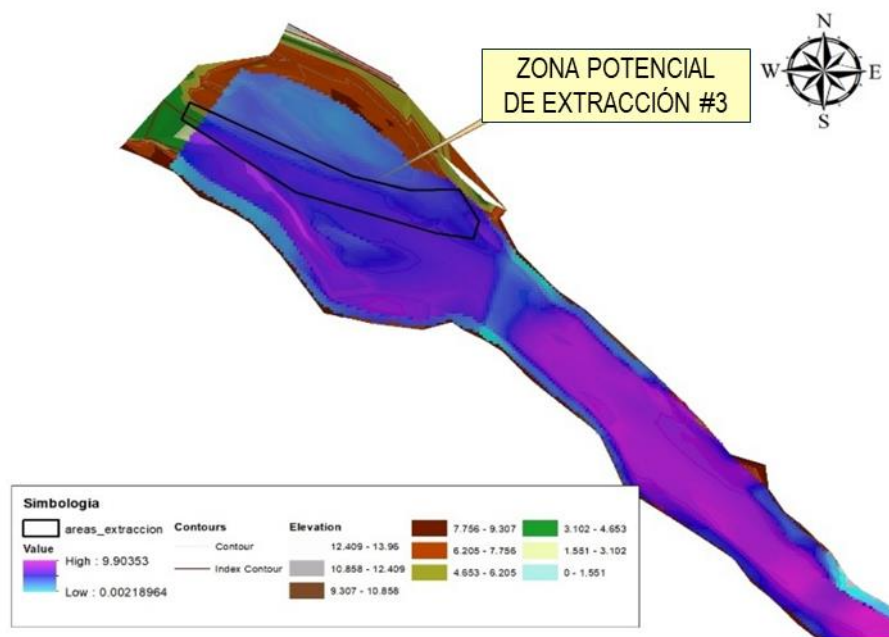 ZONA POTENCIAL
DE EXTRACCIÓN #3
N
W E
S
Simbologia
areas_extraccion
Value
High : 9.90353
Low : 0.00218964
Contours
Contour
Index Contour
Elevation
12.409 - 13.96
10.858 - 12.409
9.307 - 10.858
7.756 - 9.307
6.205 - 7.756
4.653 - 6.205
3.102 - 4.653
1.551 - 3.102
0 - 1.551